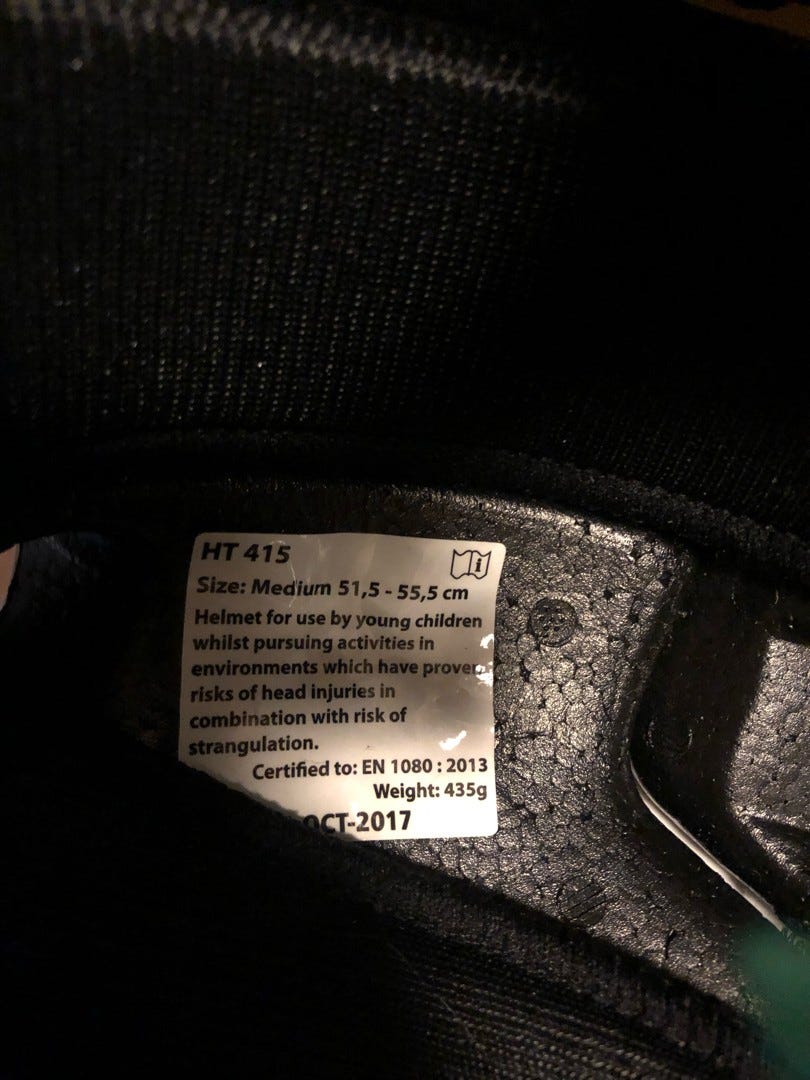 HT 415
Size: Medium 51,5 - 55,5 cm
Helmet for use by young children
whilst pursuing activities in
environments which have proven
risks of head injuries in
combination with risk of
strangulation.
Certified to: EN 1080 : 2013
Weight: 435g
OCT-2017